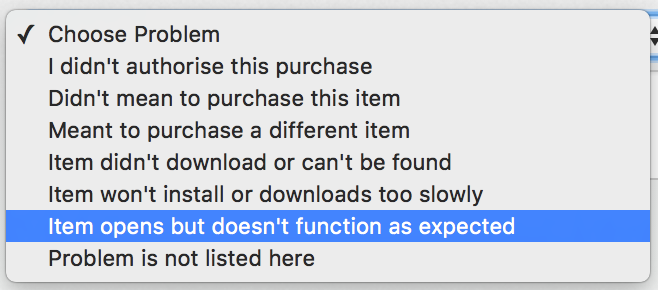 ✓ Choose Problem
I didn't authorise this purchase
Didn't mean to purchase this item
Meant to purchase a different item
Item didn't download or can't be found
Item won't install or downloads too slowly
Item opens but doesn't function as expected
Problem is not listed here